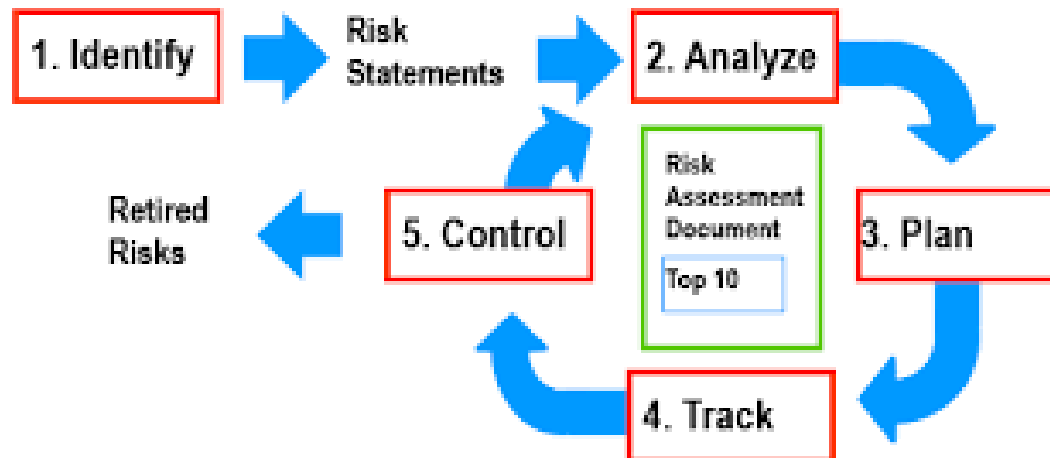 1. Identify
Risk
Statements
2. Analyze
Risk
Assessment
Document
Top 10
3. Plan
4. Track
5. Control
Retired
Risks